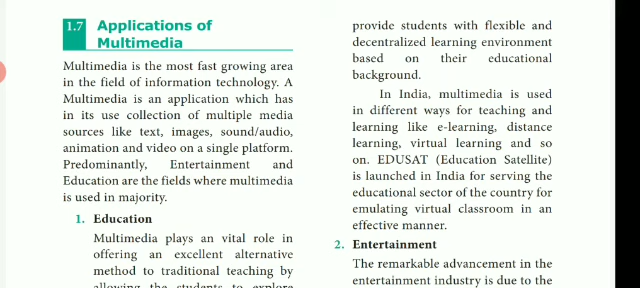 1.7 Applications of
Multimedia
Multimedia is the most fast growing area
in the field of information technology. A
Multimedia is an application which has
in its use collection of multiple media
sources like text, images, sound/audio,
animation and video on a single platform.
Predominantly, Entertainment and
Education are the fields where multimedia
is used in majority.
1. Education
Multimedia plays an vital role in
offering an excellent alternative
method to traditional teaching by
allowing the students to explore
provide students with flexible and
decentralized learning environment
based on their educational
background.
In India, multimedia is used
in different ways for teaching and
learning like e-learning, distance
learning, virtual learning and so
on. EDUSAT (Education Satellite)
is launched in India for serving the
educational sector of the country for
emulating virtual classroom in an
effective manner.
2. Entertainment
The remarkable advancement in the
entertainment industry is due to the